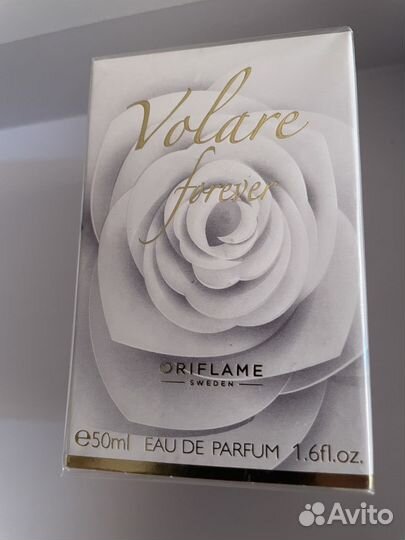 Volare
forever
ORIFLAME
SWEDEN
℮50ml EAU DE PARFUM 1.6fl.oz.
Avito